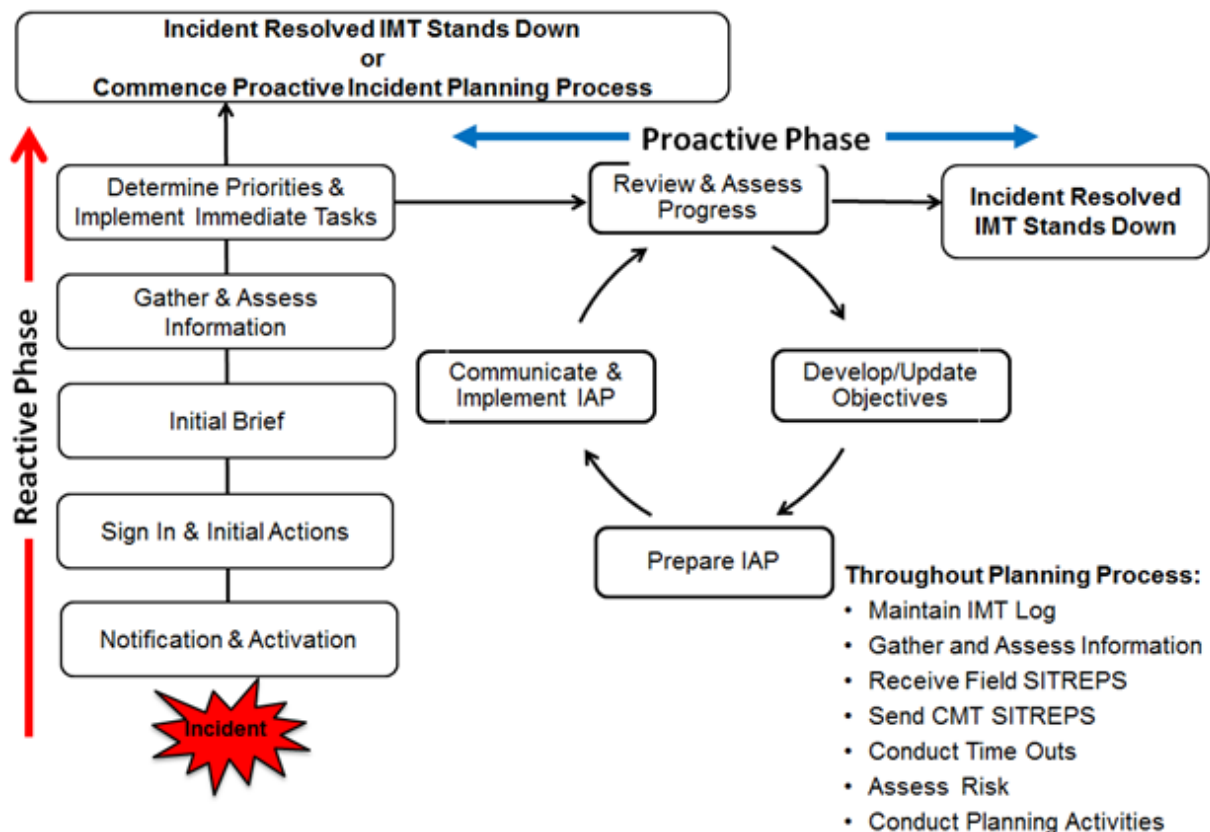 Incident Resolved IMT Stands Down
or
Commence Proactive Incident Planning Process
Proactive Phase
Reactive Phase
Determine Priorities &
Implement Immediate Tasks
Review & Assess
Progress
Incident Resolved
IMT Stands Down
Gather & Assess
Information
Communicate &
Implement IAP
Develop/Update
Objectives
Initial Brief
Sign In & Initial Actions
Prepare IAP
Notification & Activation
Incident
Throughout Planning Process:
• Maintain IMT Log
• Gather and Assess Information
• Receive Field SITREPS
• Send CMT SITREPS
• Conduct Time Outs
• Assess Risk
• Conduct Planning Activities